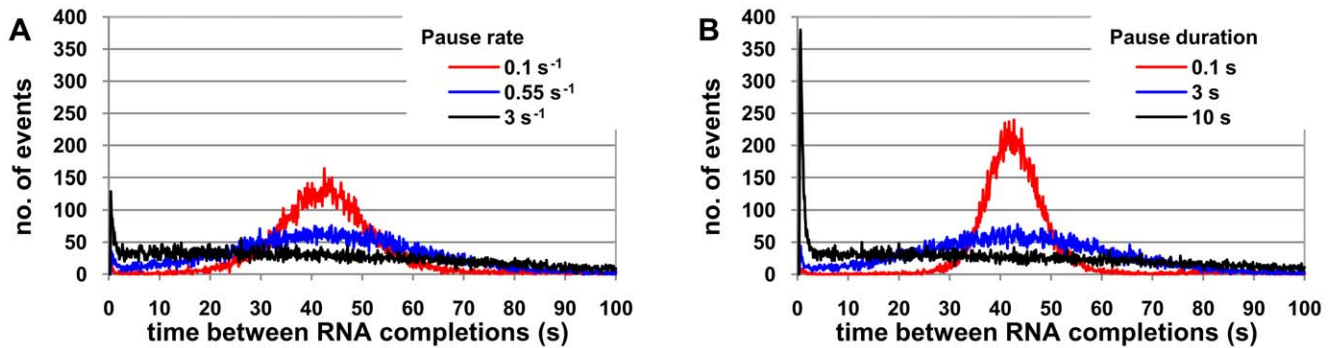 A
no. of events
400
350
300
250
200
150
100
50
0
Pause rate
0.1 s⁻¹
0.55 s⁻¹
3 s⁻¹
0 10 20 30 40 50 60 70 80 90 100
time between RNA completions (s)
B
no. of events
400
350
300
250
200
150
100
50
0
Pause duration
0.1 s
3 s
10 s
0 10 20 30 40 50 60 70 80 90 100
time between RNA completions (s)